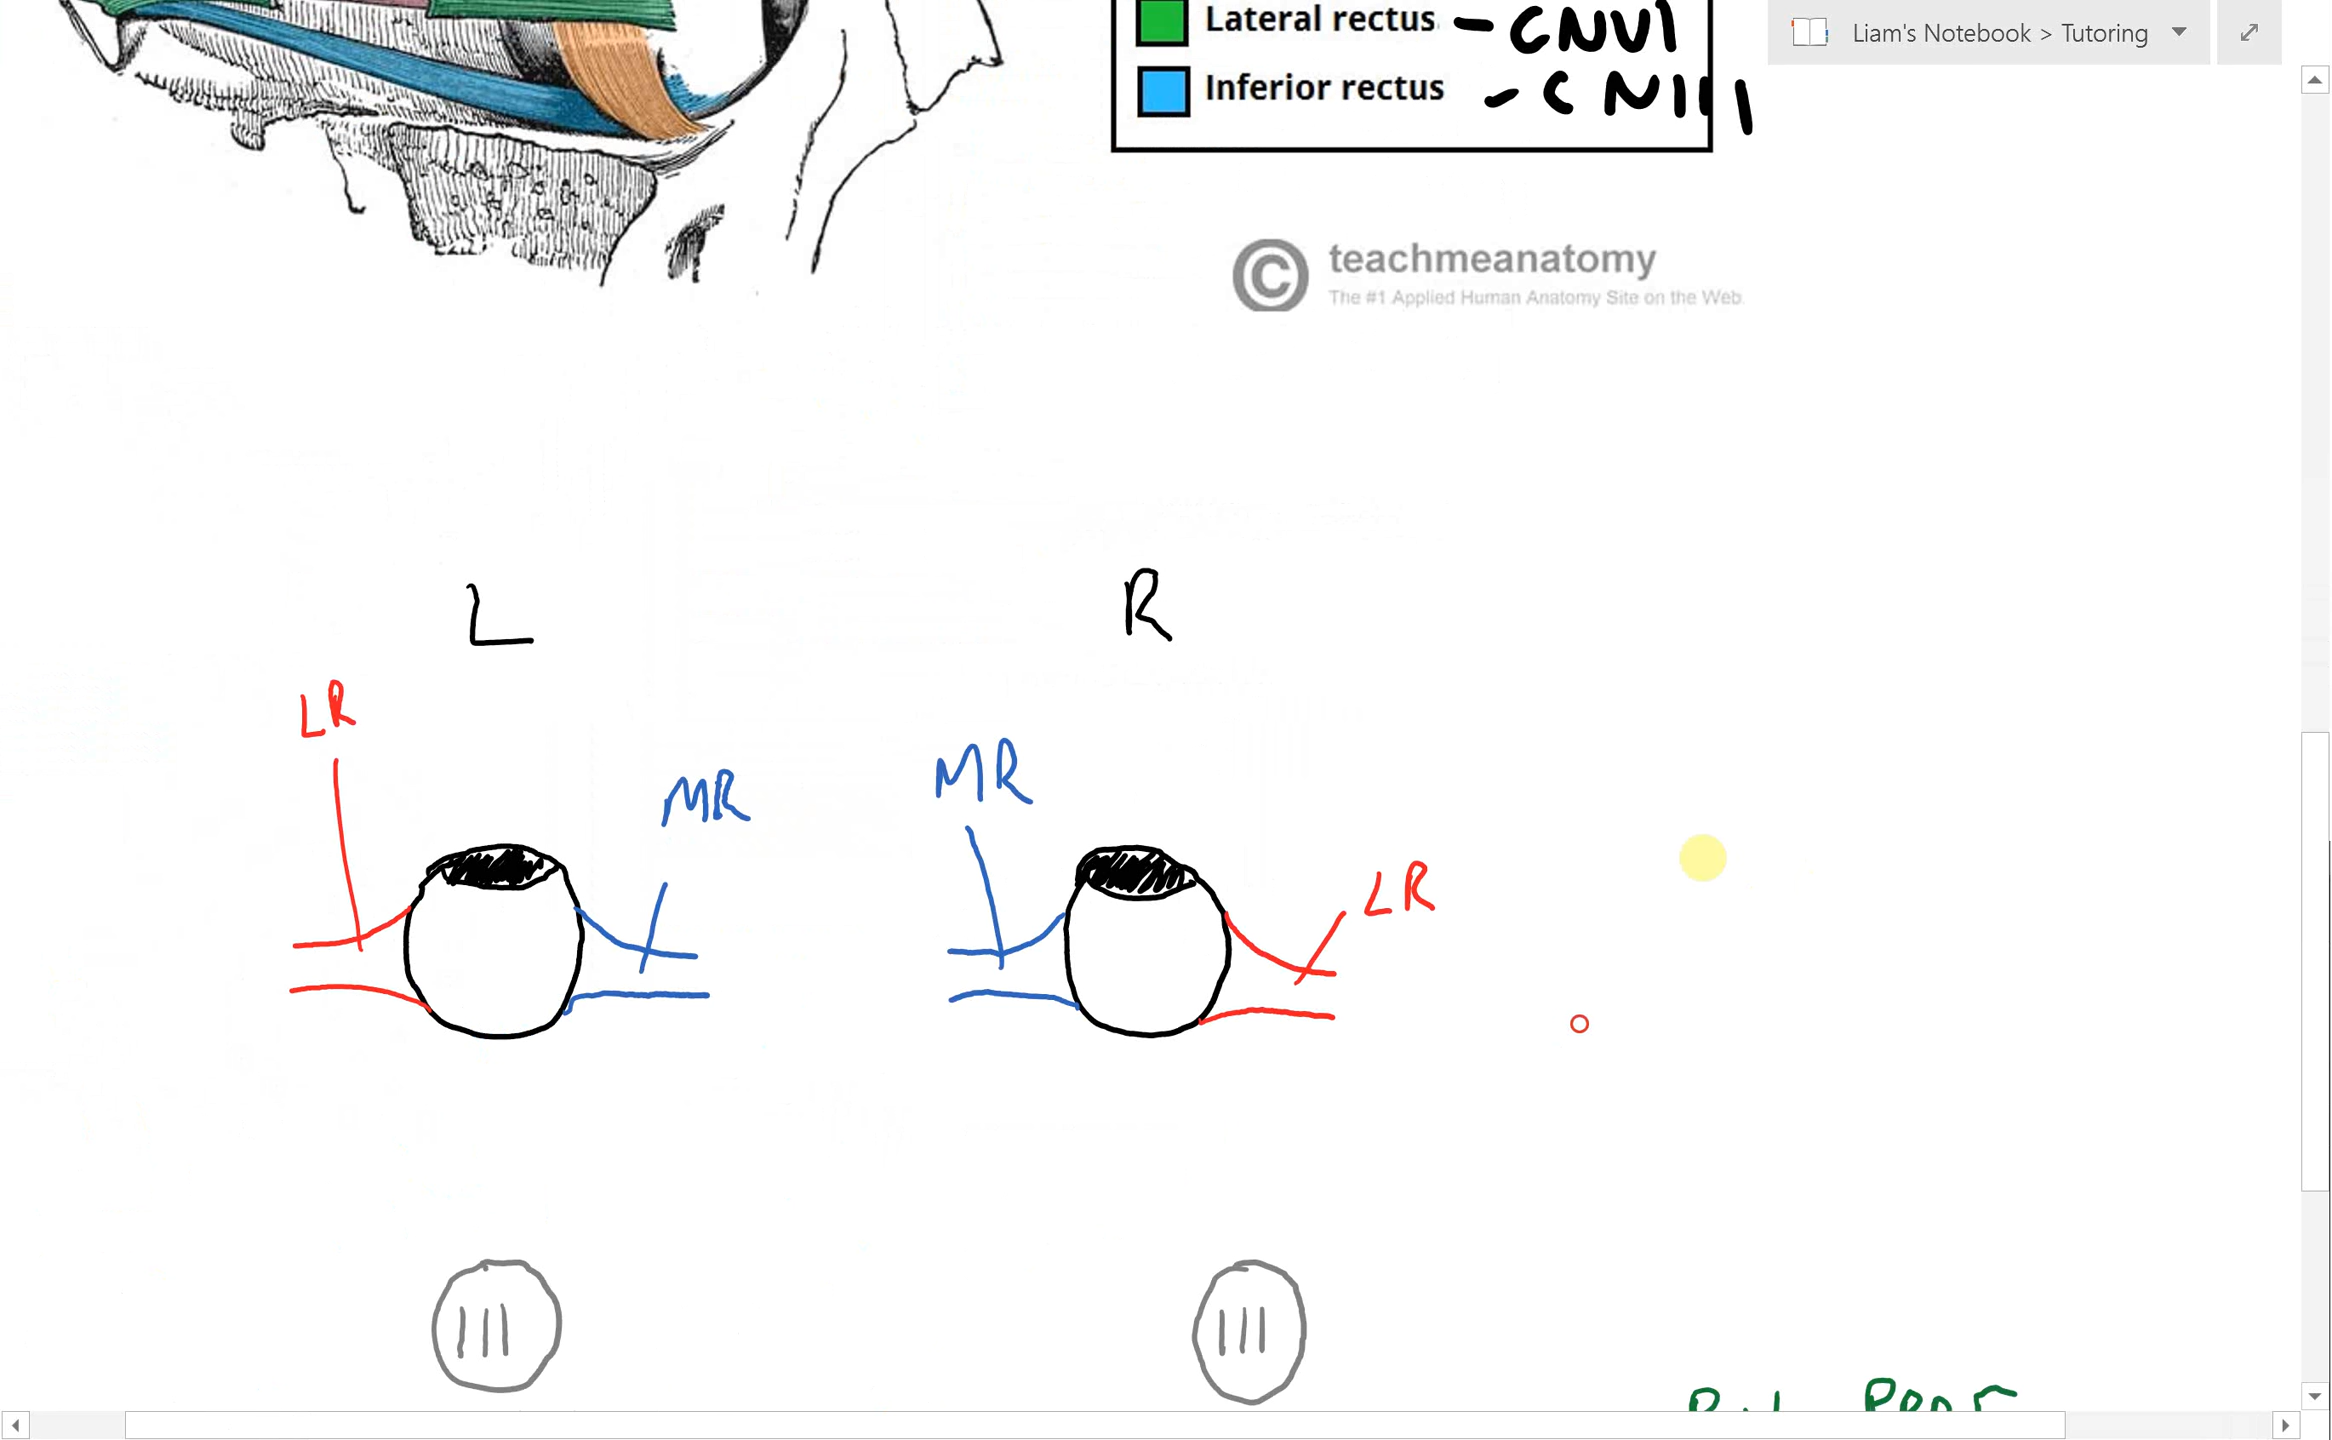 Lateral rectus - CNVI
Liam's Notebook > Tutoring
Inferior rectus - CNIII
© teachmeanatomy
The #1 Applied Human Anatomy Site on the Web
L
R
LR
MR
MR
LR
III
III